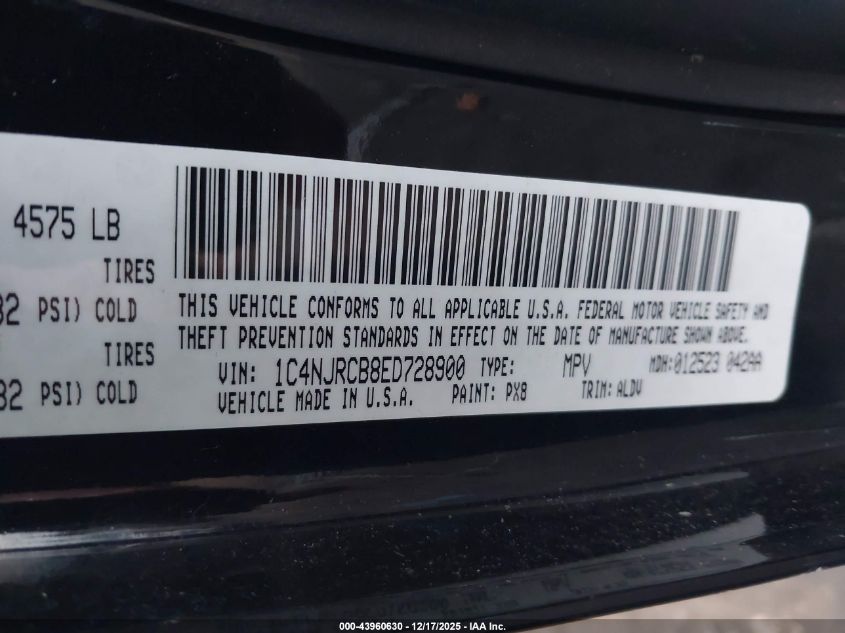 4575 LB
TIRES
32 PSI) COLD
TIRES
32 PSI) COLD
THIS VEHICLE CONFORMS TO ALL APPLICABLE U.S.A. FEDERAL MOTOR VEHICLE SAFETY AND
THEFT PREVENTION STANDARDS IN EFFECT ON THE DATE OF MANUFACTURE SHOWN ABOVE.
VIN: 1C4NJRCB8ED728900 TYPE: MPV MDH:012523 042AA
VEHICLE MADE IN U.S.A. PAINT: PX8 TRIM: ALDV
000-43960630 - 12/17/2025 - IAA Inc.